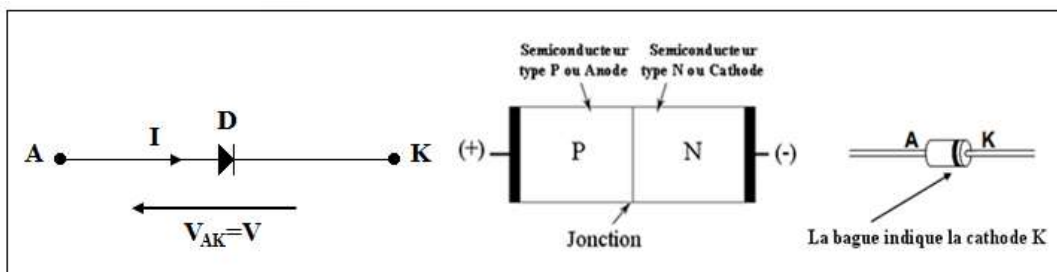 A
I
D
K
V_AK=V
Semiconducteur
type P ou Anode
Semiconducteur
type N ou Cathode
(+)
P
N
(-)
Jonction
A
K
La bague indique la cathode K